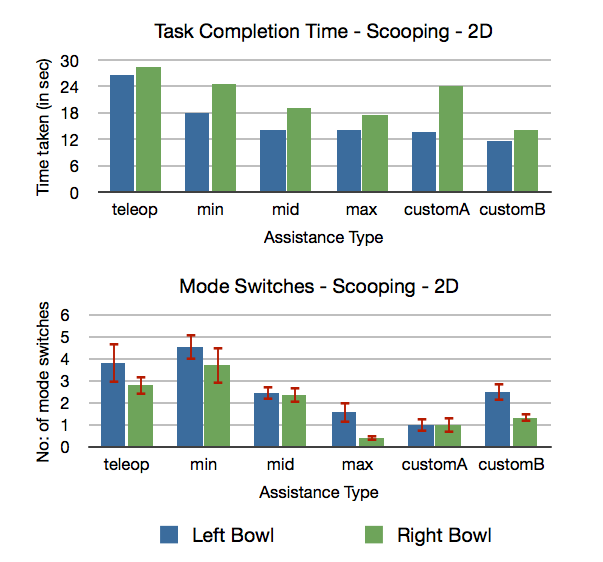 Task Completion Time - Scooping - 2D
Time taken (in sec)
30
24
18
12
6
0
teleop min mid max customA customB
Assistance Type
Mode Switches - Scooping - 2D
No: of mode switches
6
5
4
3
2
1
0
teleop min mid max customA customB
Assistance Type
Left Bowl Right Bowl